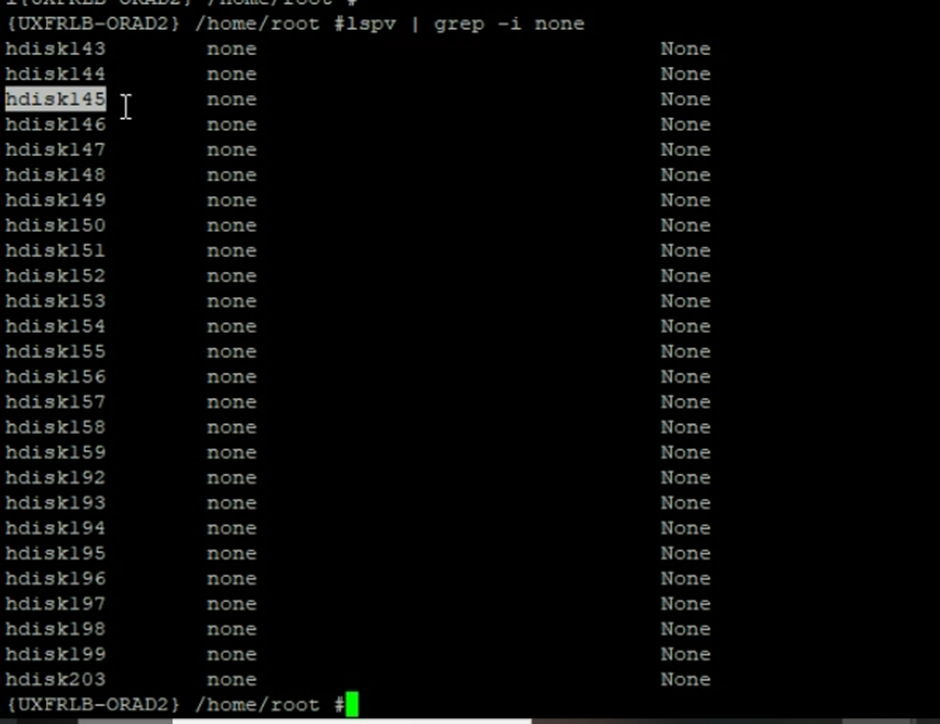 {UXFRLB-ORAD2} /home/root #lspv | grep -i none
hdisk143 none None
hdisk144 none None
hdisk145 none None
hdisk146 none None
hdisk147 none None
hdisk148 none None
hdisk149 none None
hdisk150 none None
hdisk151 none None
hdisk152 none None
hdisk153 none None
hdisk154 none None
hdisk155 none None
hdisk156 none None
hdisk157 none None
hdisk158 none None
hdisk159 none None
hdisk192 none None
hdisk193 none None
hdisk194 none None
hdisk195 none None
hdisk196 none None
hdisk197 none None
hdisk198 none None
hdisk199 none None
hdisk203 none None
{UXFRLB-ORAD2} /home/root #